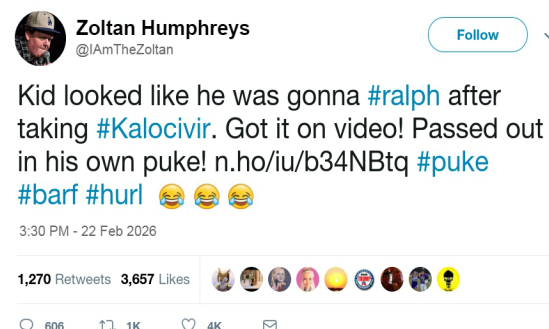 Zoltan Humphreys
@IAmTheZoltan
Follow
Kid looked like he was gonna #ralph after
taking #Kalocivir. Got it on video! Passed out
in his own puke! n.ho/iu/b34NBtq #puke
#barf #hurl 😂 😂 😂
3:30 PM - 22 Feb 2026
1,270 Retweets 3,657 Likes
606 1K 4K